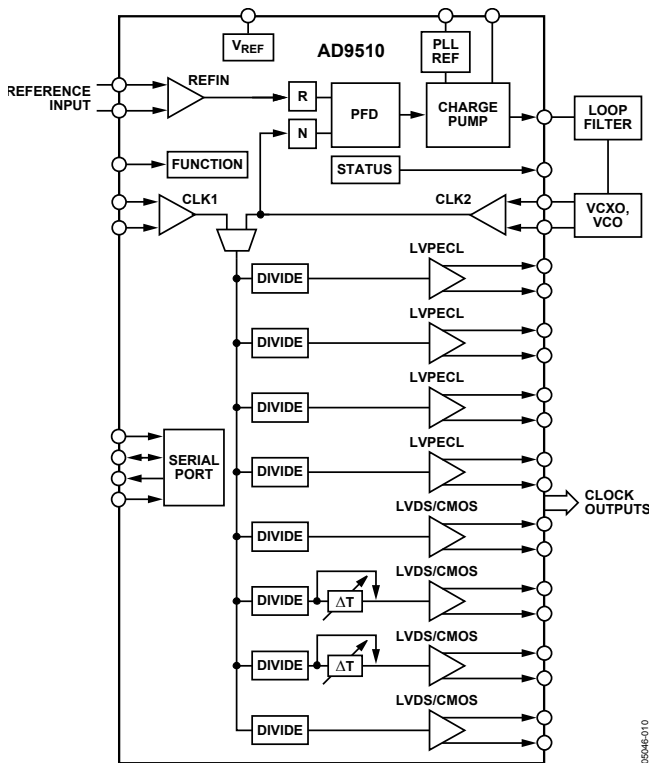 VREF
AD9510
PLL
REF
REFERENCE
INPUT
REFIN
R
N
PFD
CHARGE
PUMP
LOOP
FILTER
FUNCTION
STATUS
CLK1
CLK2
VCXO,
VCO
LVPECL
DIVIDE
LVPECL
DIVIDE
LVPECL
DIVIDE
SERIAL
PORT
LVPECL
DIVIDE
CLOCK
OUTPUTS
LVDS/CMOS
DIVIDE
LVDS/CMOS
DIVIDE
ΔT
LVDS/CMOS
DIVIDE
ΔT
LVDS/CMOS
DIVIDE
05046-010